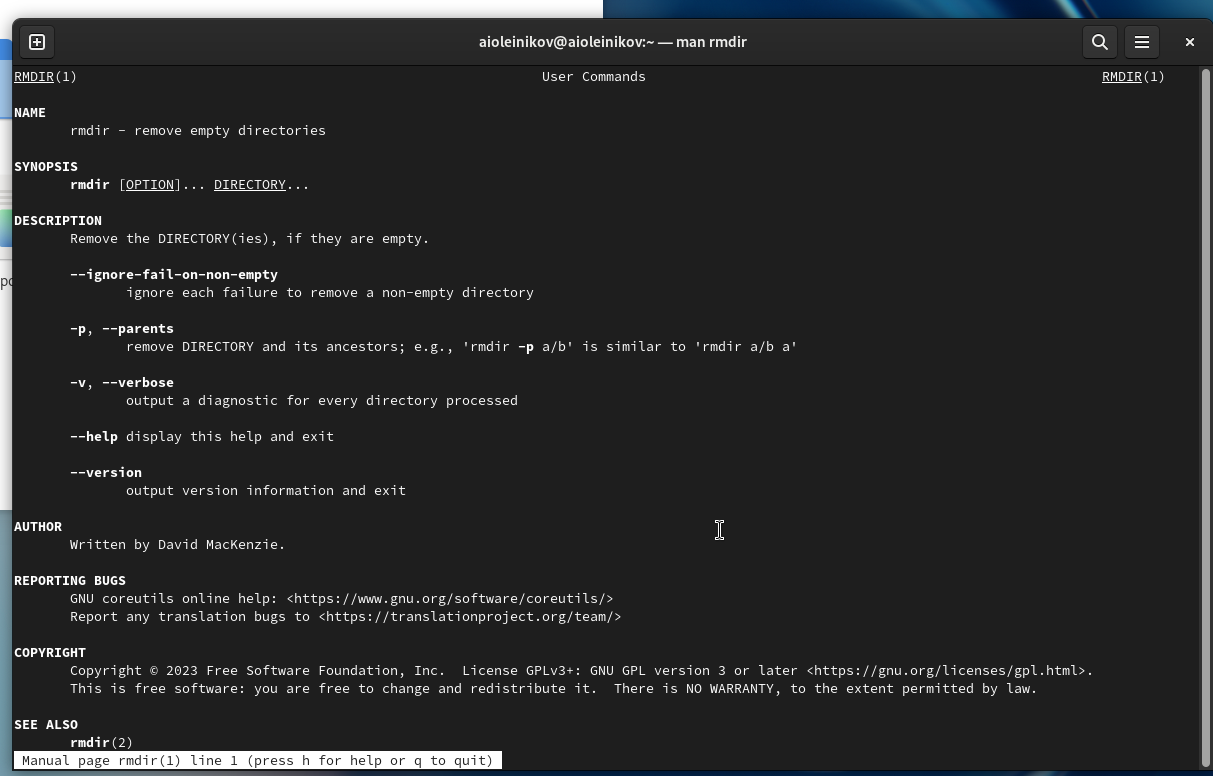 aioleinikov@aioleinikov:~ — man rmdir
RMDIR(1) User Commands RMDIR(1)
NAME
rmdir - remove empty directories
SYNOPSIS
rmdir [OPTION]... DIRECTORY...
DESCRIPTION
Remove the DIRECTORY(ies), if they are empty.
--ignore-fail-on-non-empty
ignore each failure to remove a non-empty directory
-p, --parents
remove DIRECTORY and its ancestors; e.g., 'rmdir -p a/b' is similar to 'rmdir a/b a'
-v, --verbose
output a diagnostic for every directory processed
--help display this help and exit
--version
output version information and exit
AUTHOR
Written by David MacKenzie.
REPORTING BUGS
GNU coreutils online help: <https://www.gnu.org/software/coreutils/>
Report any translation bugs to <https://translationproject.org/team/>
COPYRIGHT
Copyright © 2023 Free Software Foundation, Inc.  License GPLv3+: GNU GPL version 3 or later <https://gnu.org/licenses/gpl.html>.
This is free software: you are free to change and redistribute it.  There is NO WARRANTY, to the extent permitted by law.
SEE ALSO
rmdir(2)
Manual page rmdir(1) line 1 (press h for help or q to quit)